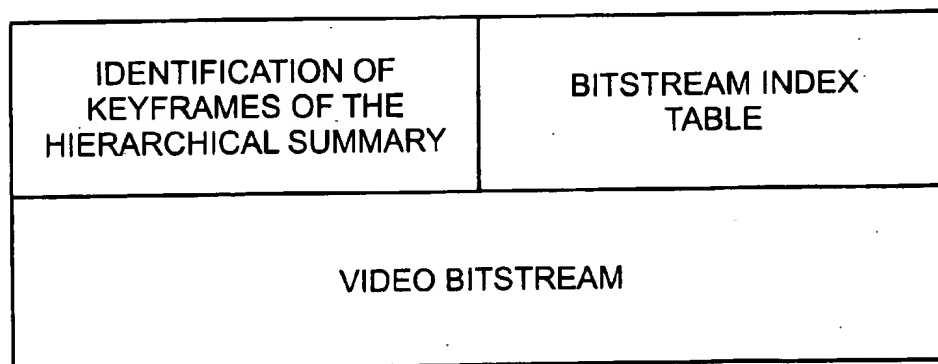 IDENTIFICATION OF
KEYFRAMES OF THE
HIERARCHICAL SUMMARY
BITSTREAM INDEX
TABLE
VIDEO BITSTREAM